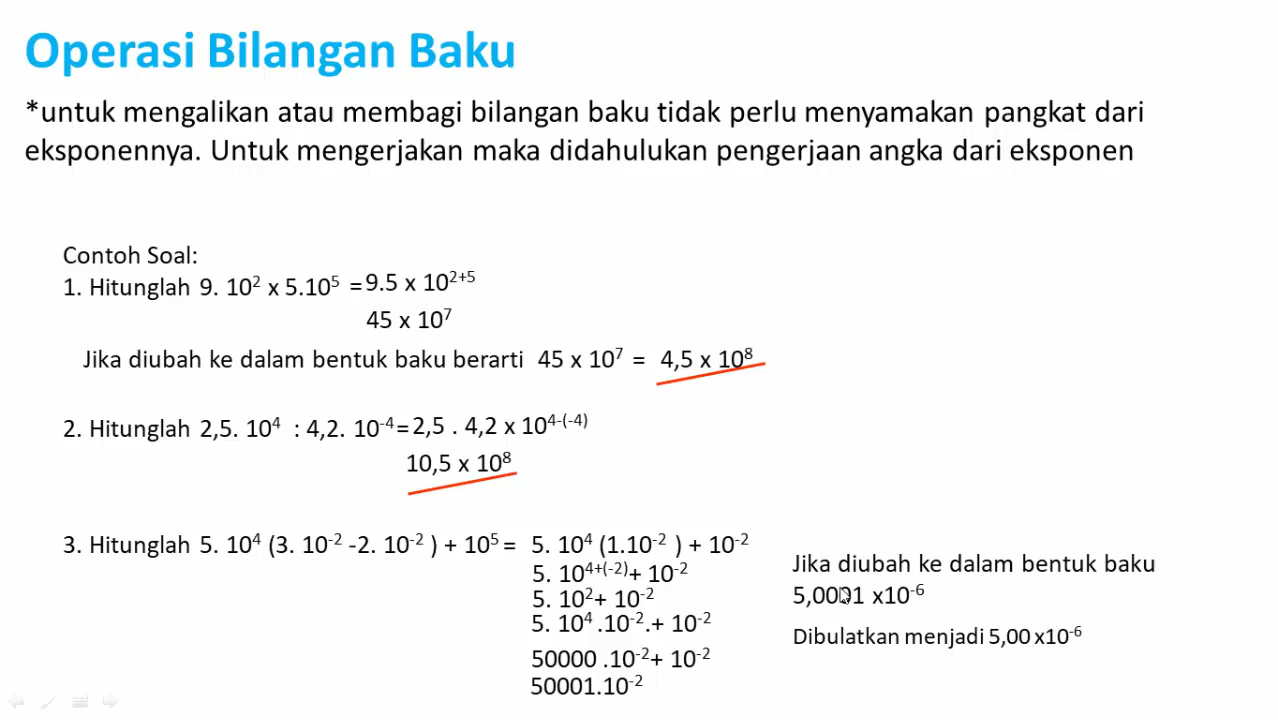 Operasi Bilangan Baku
*untuk mengalikan atau membagi bilangan baku tidak perlu menyamakan pangkat dari
eksponennya. Untuk mengerjakan maka didahulukan pengerjaan angka dari eksponen
Contoh Soal:
1. Hitunglah 9. 10² x 5.10⁵ = 9.5 x 10²⁺⁵
45 x 10⁷
Jika diubah ke dalam bentuk baku berarti 45 x 10⁷ = 4,5 x 10⁸
2. Hitunglah 2,5. 10⁴ : 4,2. 10⁻⁴ = 2,5 . 4,2 x 10⁴⁻⁽⁻⁴⁾
10,5 x 10⁸
3. Hitunglah 5. 10⁴ (3. 10⁻² -2. 10⁻² ) + 10⁵ = 5. 10⁴ (1.10⁻² ) + 10⁻²
5. 10⁴⁺⁽⁻²⁾+ 10⁻²
5. 10²+ 10⁻²
5. 10⁴ .10⁻².+ 10⁻²
50000 .10⁻²+ 10⁻²
50001.10⁻²
Jika diubah ke dalam bentuk baku
5,0001 x10⁻⁶
Dibulatkan menjadi 5,00 x10⁻⁶